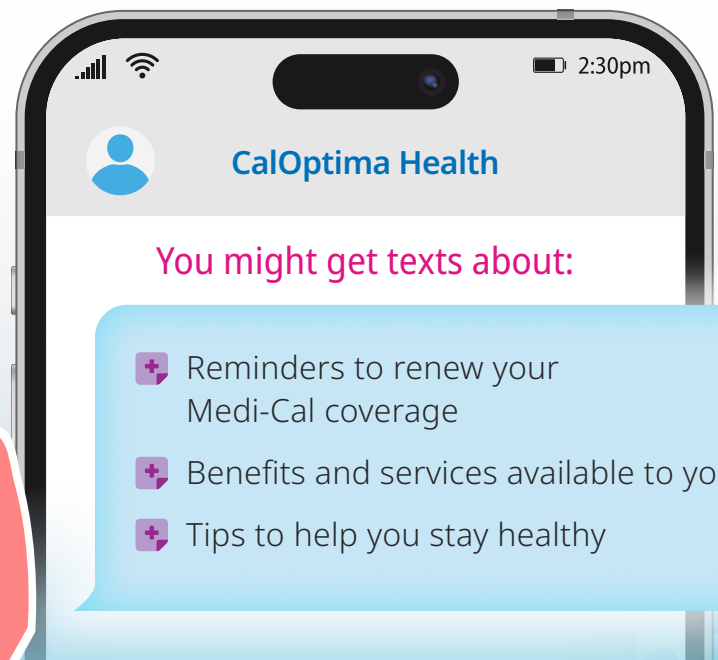 2:30pm
CalOptima Health
You might get texts about:
Reminders to renew your
Medi-Cal coverage
Benefits and services available to yo
Tips to help you stay healthy